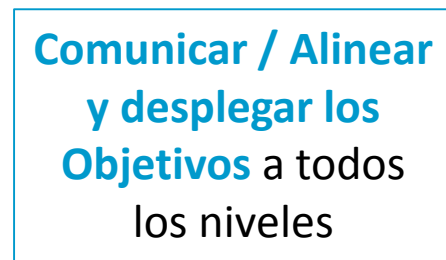 Comunicar / Alinear
y desplegar los
Objetivos a todos
los niveles